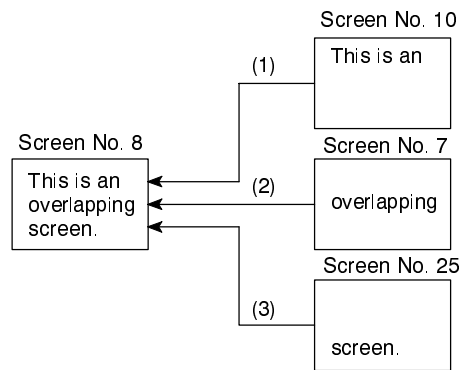 Screen No. 10
This is an
(1)
Screen No. 8
This is an
overlapping
screen.
Screen No. 7
(2)
overlapping
Screen No. 25
(3)
screen.